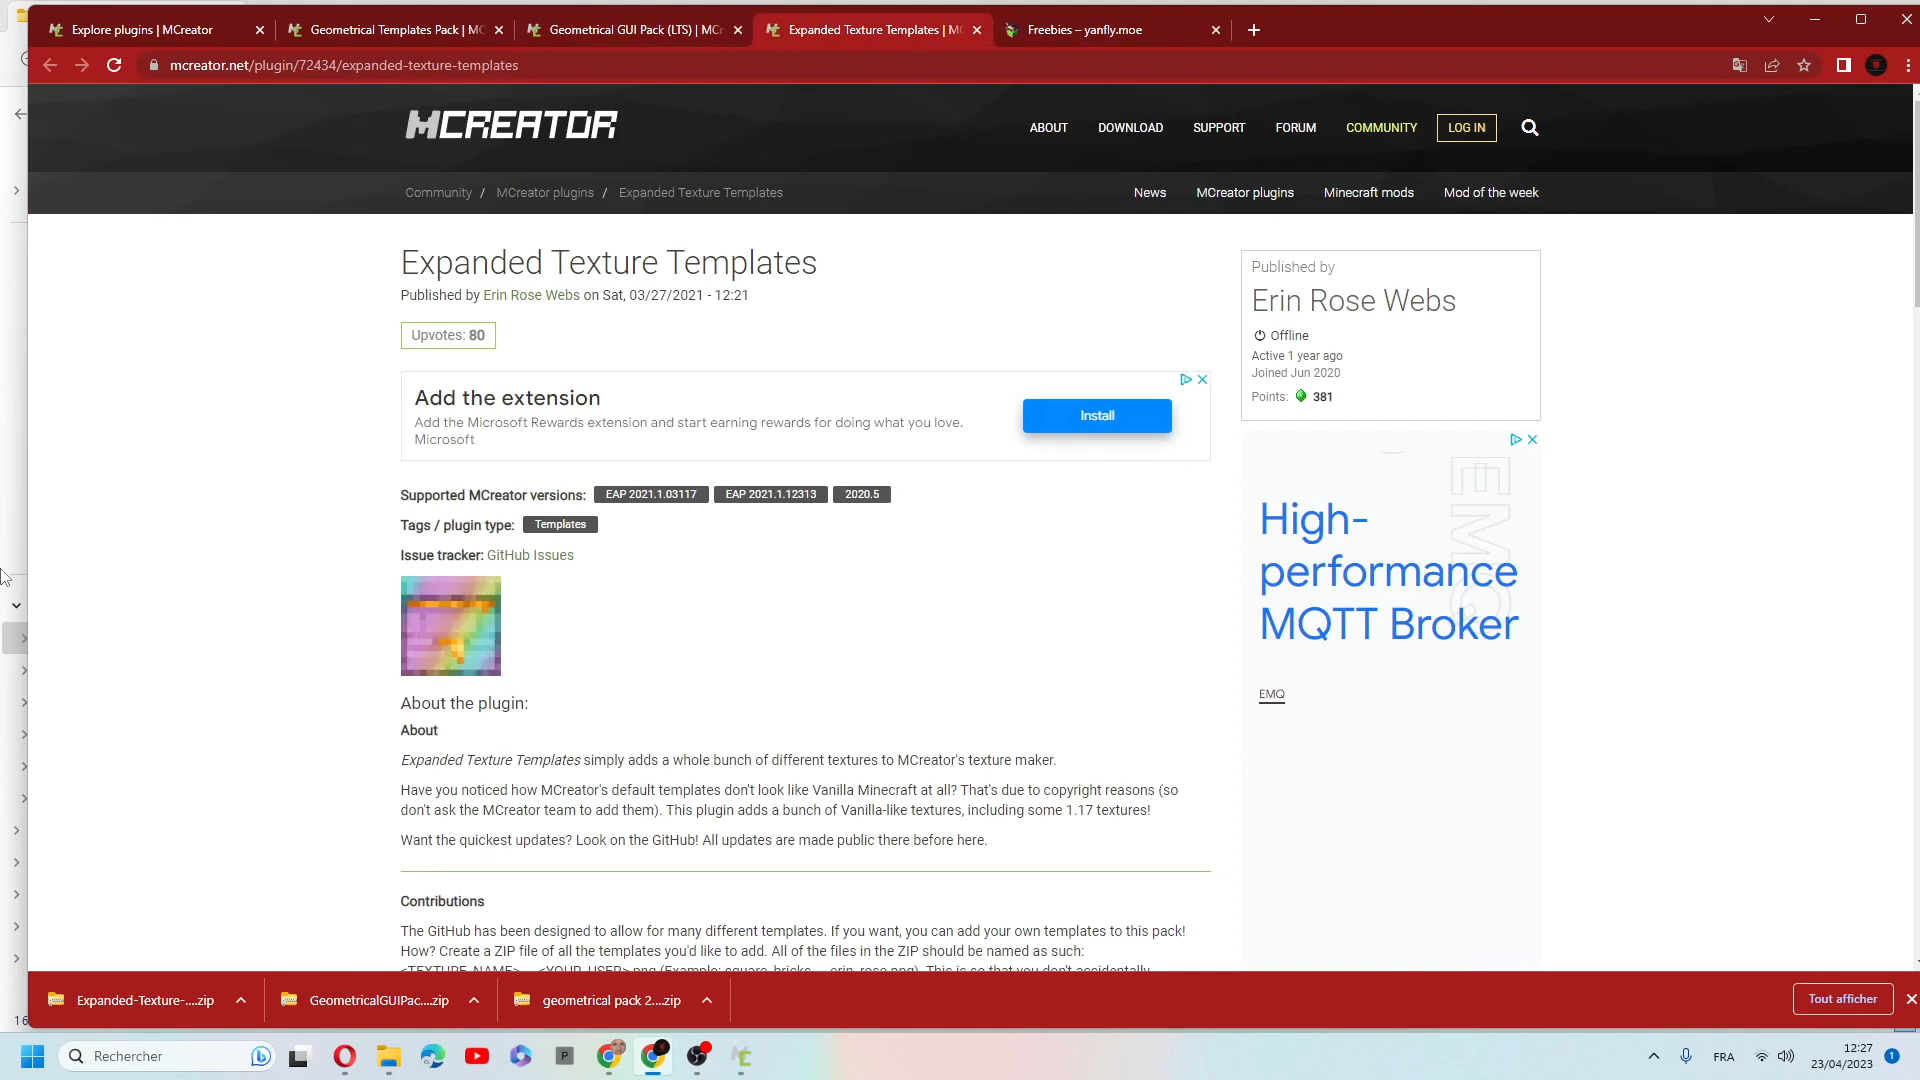 Explore plugins | MCreator
Geometrical Templates Pack | MC
Geometrical GUI Pack (LTS) | MCr
Expanded Texture Templates | MC
Freebies – yanfly.moe
mcreator.net/plugin/72434/expanded-texture-templates
MCREATOR
ABOUT
DOWNLOAD
SUPPORT
FORUM
COMMUNITY
LOG IN
Community / MCreator plugins / Expanded Texture Templates
News
MCreator plugins
Minecraft mods
Mod of the week
Expanded Texture Templates
Published by Erin Rose Webs on Sat, 03/27/2021 - 12:21
Upvotes: 80
Add the extension
Add the Microsoft Rewards extension and start earning rewards for doing what you love.
Microsoft
Install
Supported MCreator versions: EAP 2021.1.03117 EAP 2021.1.12313 2020.5
Tags / plugin type: Templates
Issue tracker: GitHub Issues
About the plugin:
About
Expanded Texture Templates simply adds a whole bunch of different textures to MCreator's texture maker.
Have you noticed how MCreator's default templates don't look like Vanilla Minecraft at all? That's due to copyright reasons (so
don't ask the MCreator team to add them). This plugin adds a bunch of Vanilla-like textures, including some 1.17 textures!
Want the quickest updates? Look on the GitHub! All updates are made public there before here.
Contributions
The GitHub has been designed to allow for many different templates. If you want, you can add your own templates to this pack!
How? Create a ZIP file of all the templates you'd like to add. All of the files in the ZIP should be named as such:
Published by
Erin Rose Webs
Offline
Active 1 year ago
Joined Jun 2020
Points: 381
EMQ
High-
performance
MQTT Broker
EMQ
Expanded-Texture-....zip
GeometricalGUIPac....zip
geometrical pack 2....zip
Tout afficher
16
Rechercher
P
FRA
12:27
23/04/2023
1